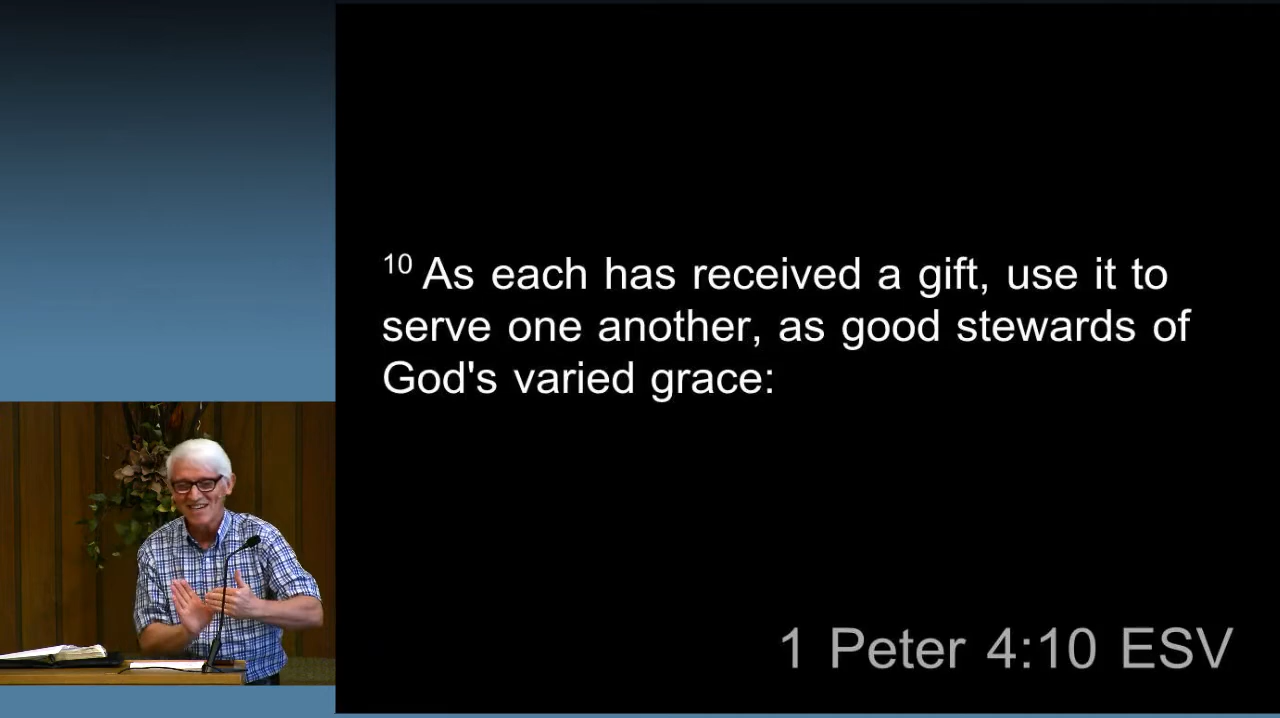 10 As each has received a gift, use it to
serve one another, as good stewards of
God's varied grace:
1 Peter 4:10 ESV